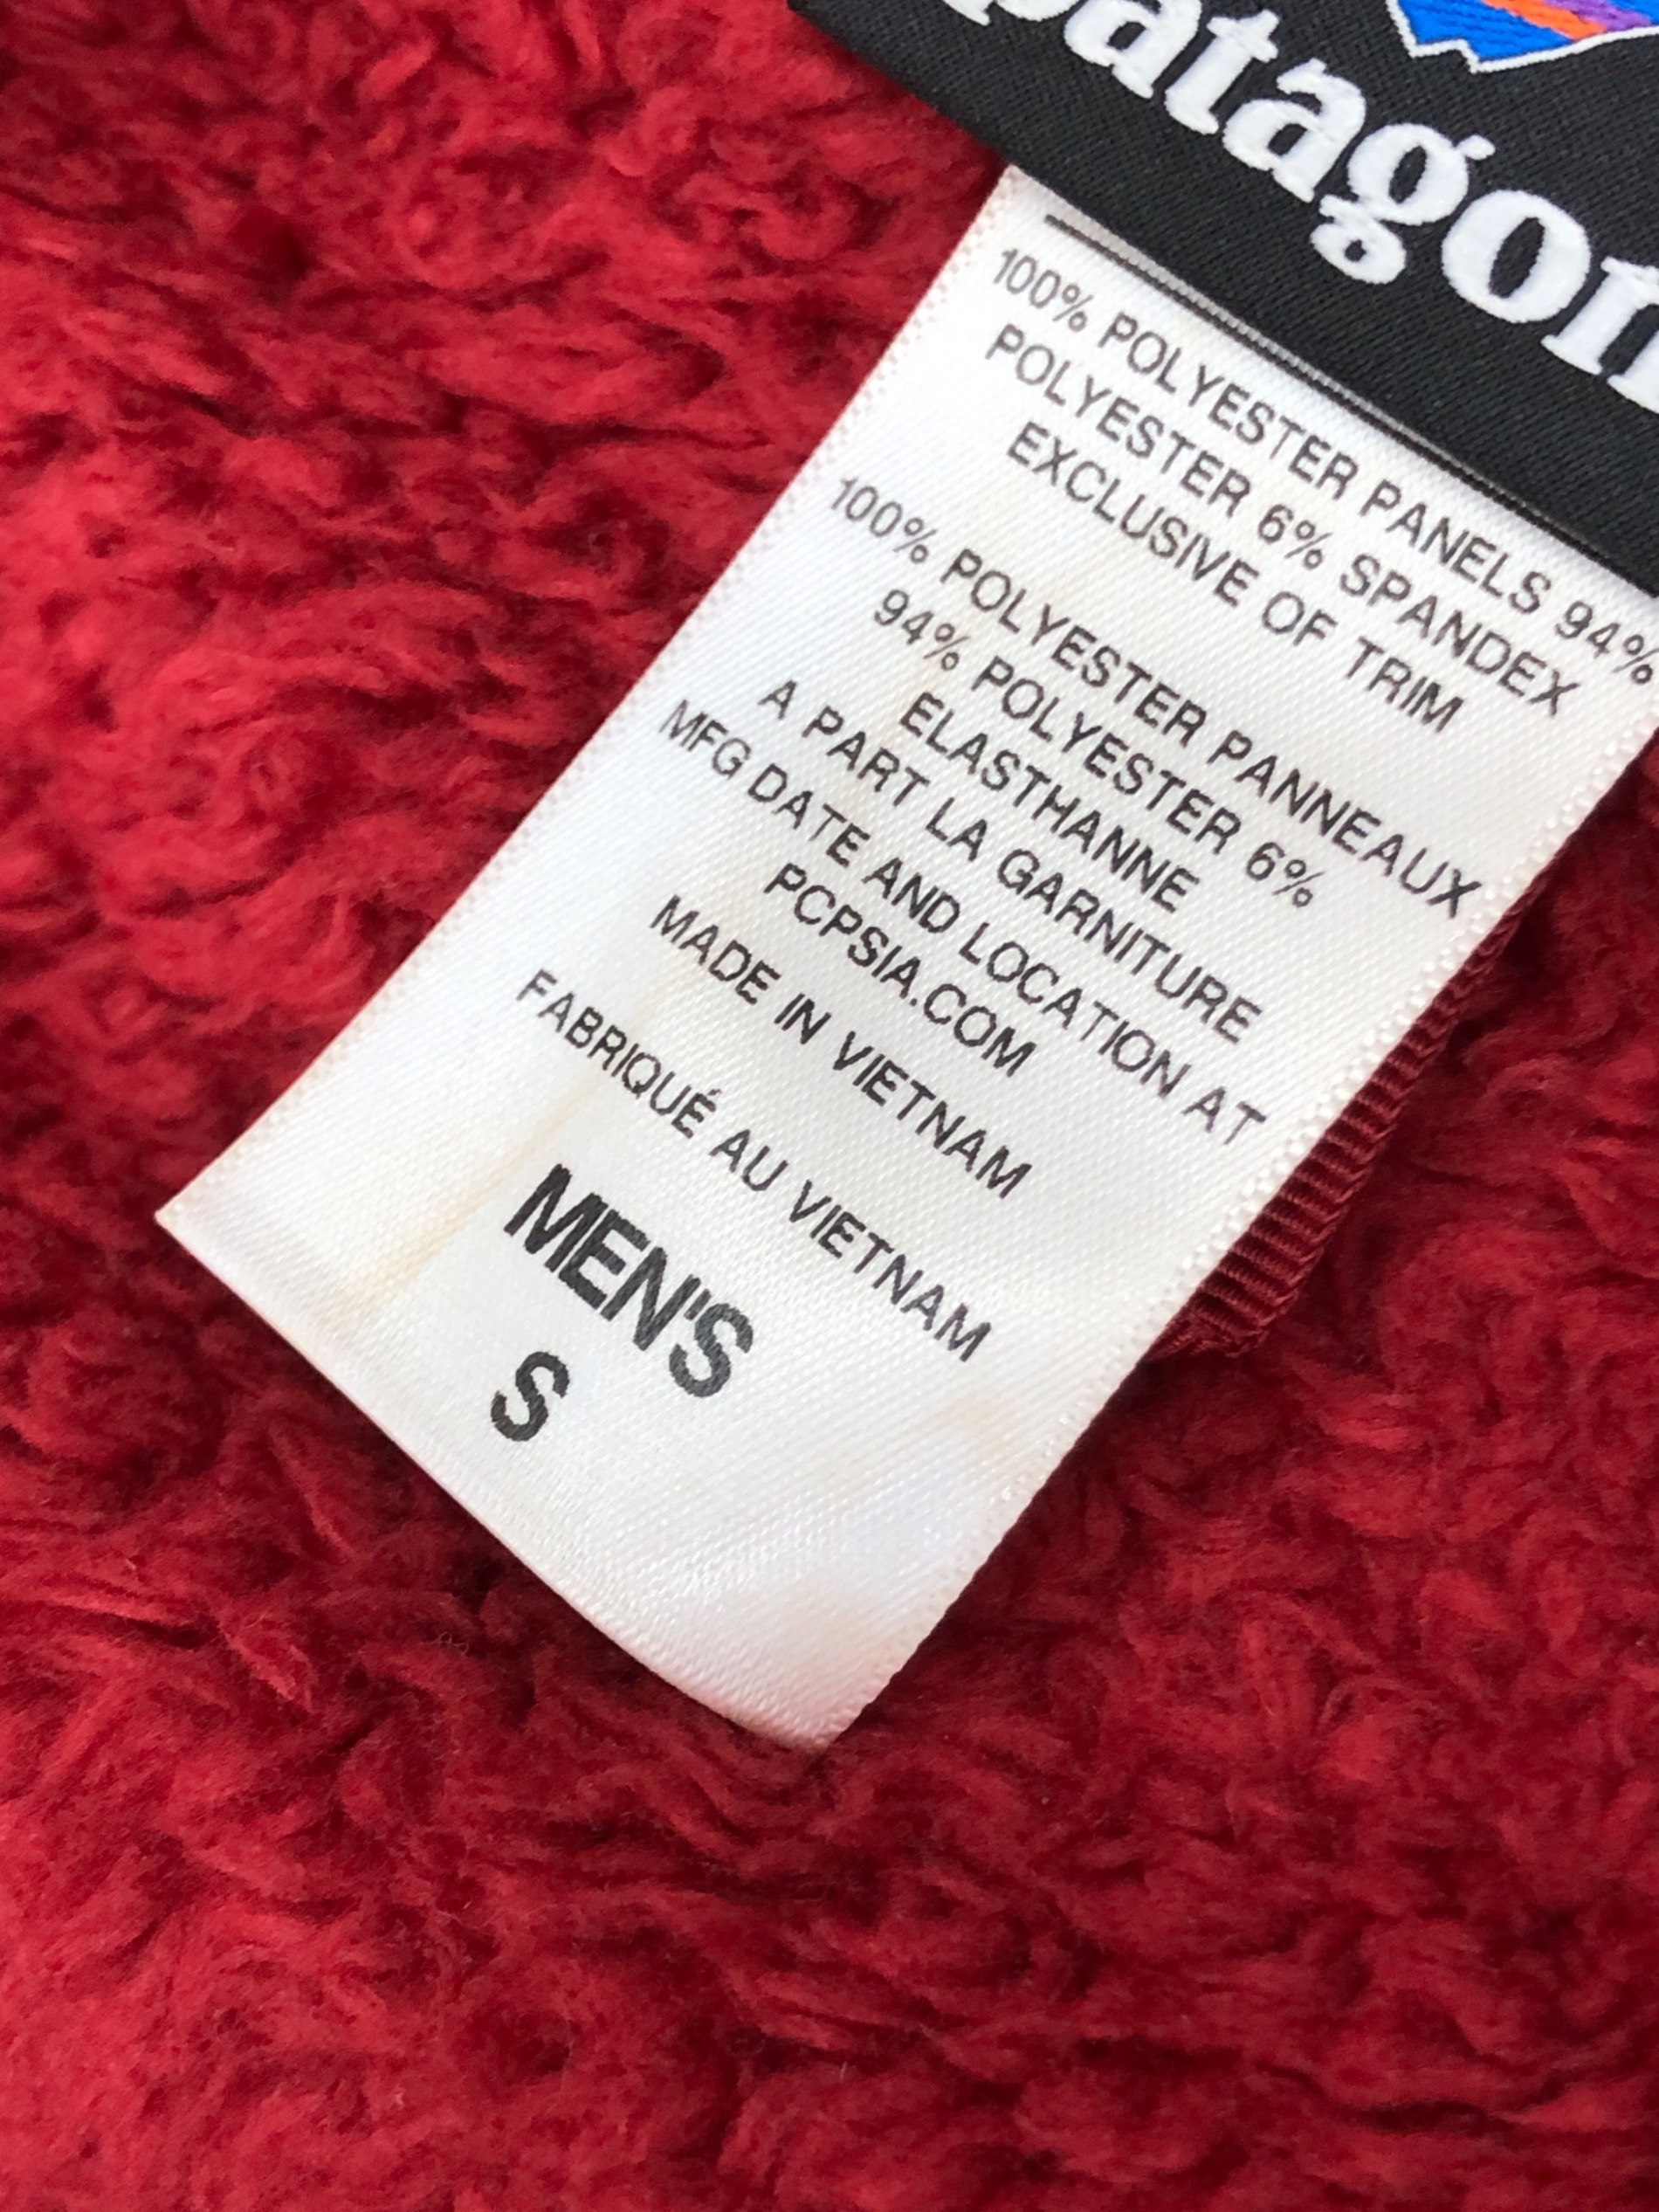 patagon
100% POLYESTER PANELS 94%
POLYESTER 6% SPANDEX
EXCLUSIVE OF TRIM
100% POLYESTER PANNEAUX
94% POLYESTER 6%
ELASTHANNE
A PART LA GARNITURE
MFG DATE AND LOCATION AT
PCPSIA.COM
MADE IN VIETNAM
FABRIQUÉ AU VIETNAM
MEN'S
S